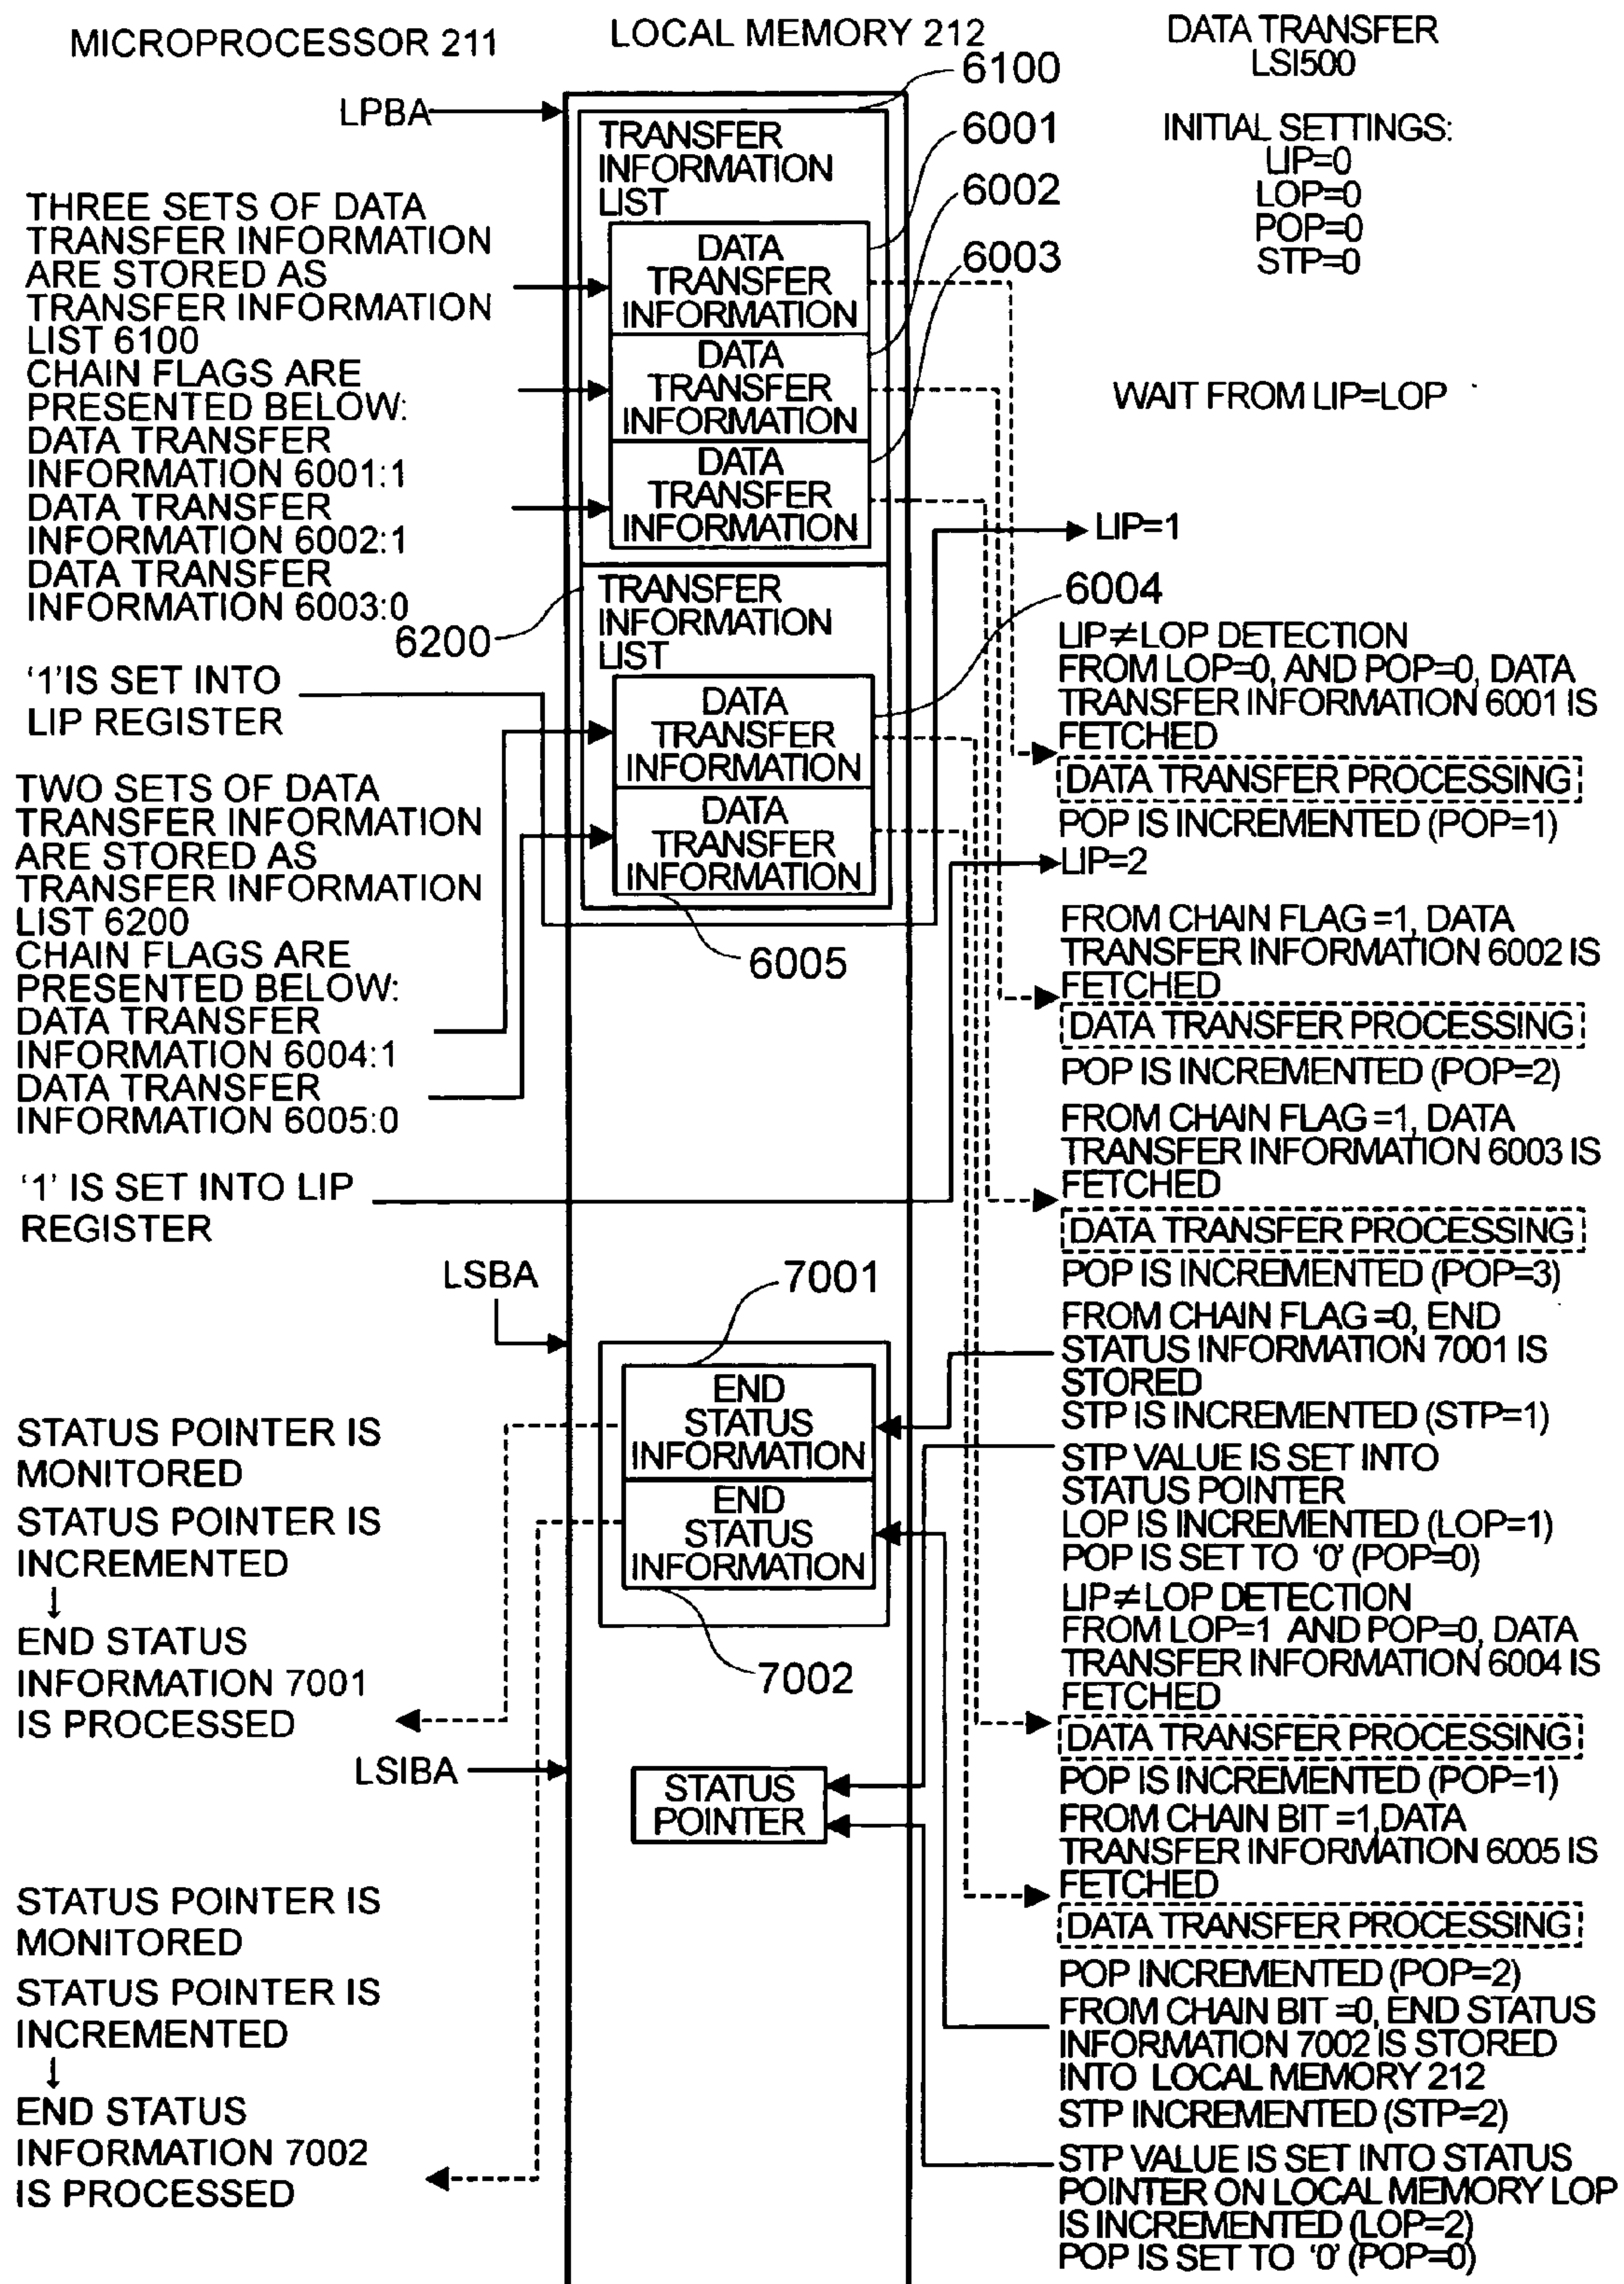 MICROPROCESSOR 211
LPBA
THREE SETS OF DATA
TRANSFER INFORMATION
ARE STORED AS
TRANSFER INFORMATION
LIST 6100
CHAIN FLAGS ARE
PRESENTED BELOW:
DATA TRANSFER
INFORMATION 6001:1
DATA TRANSFER
INFORMATION 6002:1
DATA TRANSFER
INFORMATION 6003:0
'1'IS SET INTO
LIP REGISTER
TWO SETS OF DATA
TRANSFER INFORMATION
ARE STORED AS
TRANSFER INFORMATION
LIST 6200
CHAIN FLAGS ARE
PRESENTED BELOW:
DATA TRANSFER
INFORMATION 6004:1
DATA TRANSFER
INFORMATION 6005:0
'1' IS SET INTO LIP
REGISTER
LSBA
STATUS POINTER IS
MONITORED
STATUS POINTER IS
INCREMENTED
↓
END STATUS
INFORMATION 7001
IS PROCESSED
LSIBA
STATUS POINTER IS
MONITORED
STATUS POINTER IS
INCREMENTED
↓
END STATUS
INFORMATION 7002
IS PROCESSED
LOCAL MEMORY 212
6100
TRANSFER
INFORMATION
LIST
6001
DATA
TRANSFER
INFORMATION
6002
DATA
TRANSFER
INFORMATION
6003
DATA
TRANSFER
INFORMATION
6200
TRANSFER
INFORMATION
LIST
6004
DATA
TRANSFER
INFORMATION
DATA
TRANSFER
INFORMATION
6005
7001
END
STATUS
INFORMATION
END
STATUS
INFORMATION
7002
STATUS
POINTER
DATA TRANSFER
LSI500
INITIAL SETTINGS:
LIP=0
LOP=0
POP=0
STP=0
WAIT FROM LIP=LOP
LIP=1
LIP≠LOP DETECTION
FROM LOP=0, AND POP=0, DATA
TRANSFER INFORMATION 6001 IS
FETCHED
DATA TRANSFER PROCESSING
POP IS INCREMENTED (POP=1)
LIP=2
FROM CHAIN FLAG =1, DATA
TRANSFER INFORMATION 6002 IS
FETCHED
DATA TRANSFER PROCESSING
POP IS INCREMENTED (POP=2)
FROM CHAIN FLAG =1, DATA
TRANSFER INFORMATION 6003 IS
FETCHED
DATA TRANSFER PROCESSING
POP IS INCREMENTED (POP=3)
FROM CHAIN FLAG =0, END
STATUS INFORMATION 7001 IS
STORED
STP IS INCREMENTED (STP=1)
STP VALUE IS SET INTO
STATUS POINTER
LOP IS INCREMENTED (LOP=1)
POP IS SET TO '0' (POP=0)
LIP≠LOP DETECTION
FROM LOP=1 AND POP=0, DATA
TRANSFER INFORMATION 6004 IS
FETCHED
DATA TRANSFER PROCESSING
POP IS INCREMENTED (POP=1)
FROM CHAIN BIT =1,DATA
TRANSFER INFORMATION 6005 IS
FETCHED
DATA TRANSFER PROCESSING
POP INCREMENTED (POP=2)
FROM CHAIN BIT =0, END STATUS
INFORMATION 7002 IS STORED
INTO LOCAL MEMORY 212
STP INCREMENTED (STP=2)
STP VALUE IS SET INTO STATUS
POINTER ON LOCAL MEMORY LOP
IS INCREMENTED (LOP=2)
POP IS SET TO '0' (POP=0)